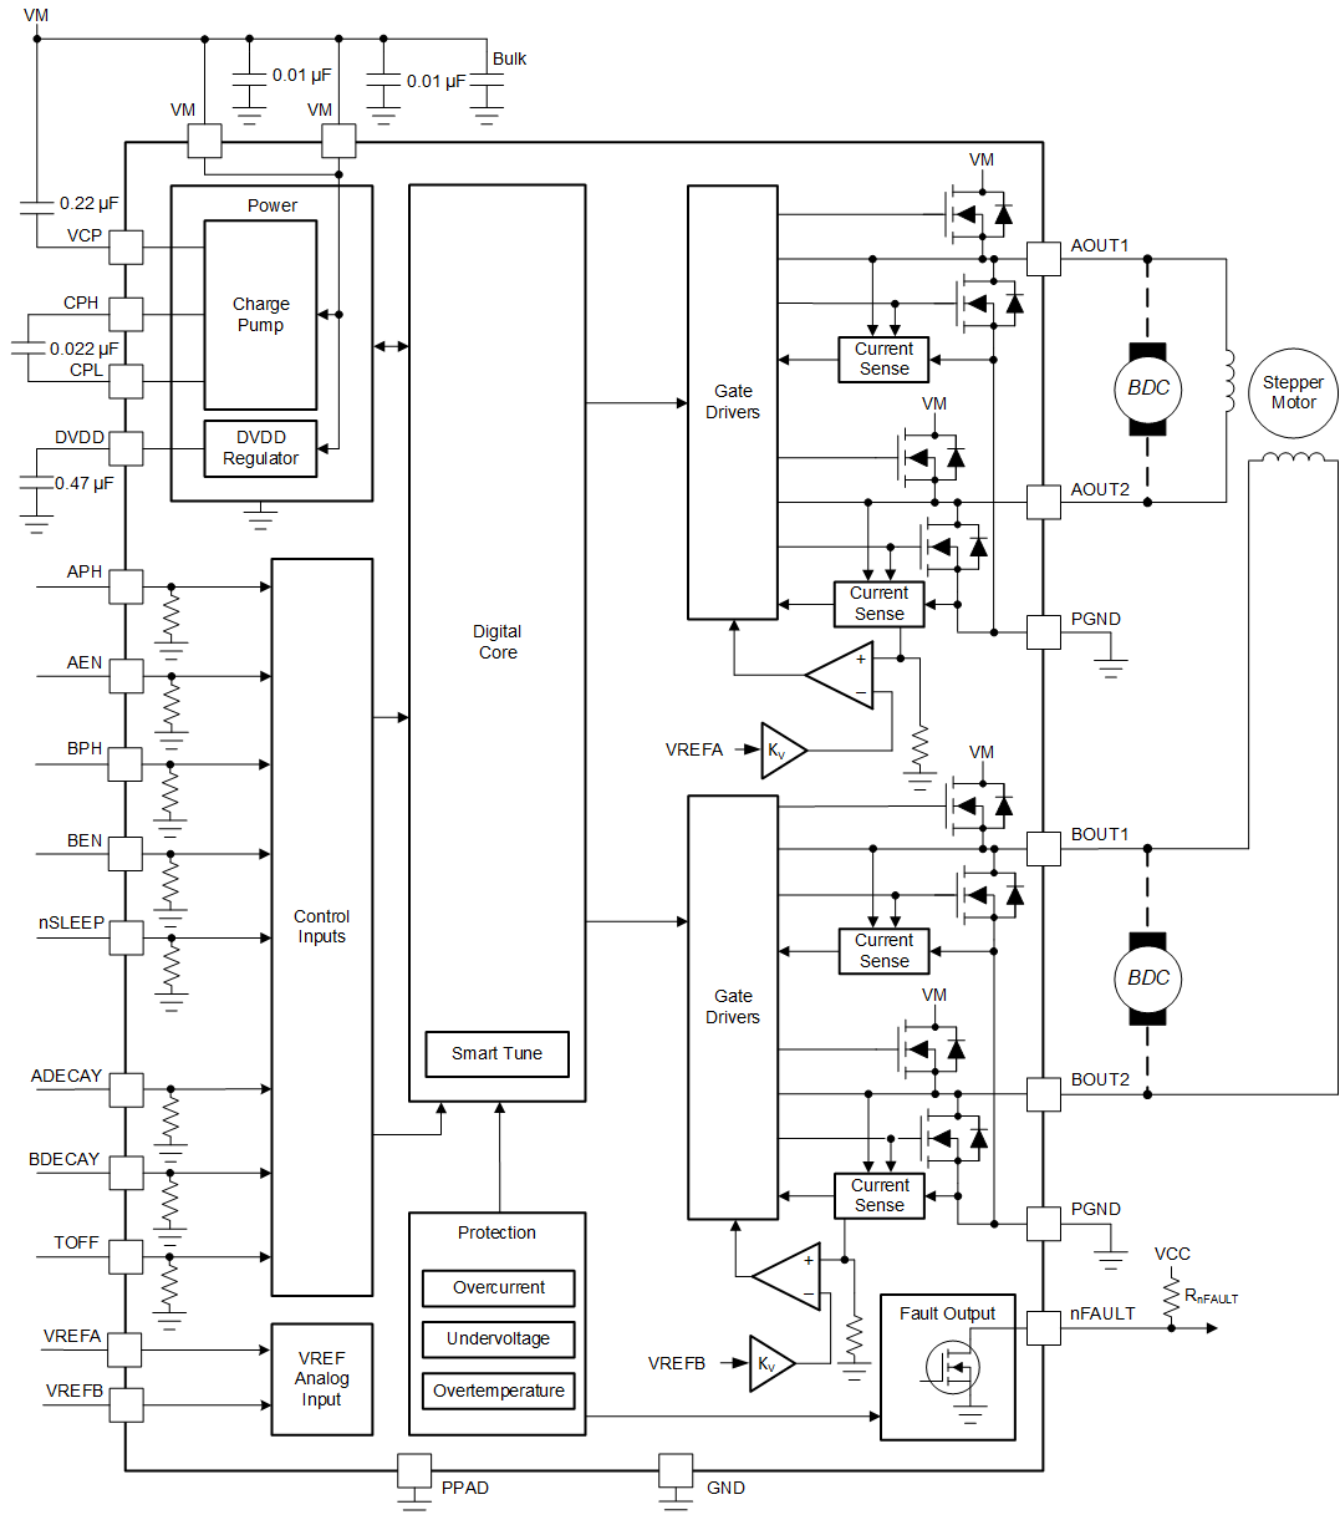 VM
Bulk
0.01 µF
0.01 µF
VM
VM
VM
0.22 µF
Power
VCP
AOUT1
CPH
Charge
Pump
0.022 µF
CPL
Current
Sense
Gate
Drivers
BDC
Stepper
Motor
VM
DVDD
DVDD
Regulator
0.47 µF
AOUT2
APH
Current
Sense
PGND
Digital
Core
AEN
+
−
BPH
VREFA
KV
VM
BEN
BOUT1
nSLEEP
Control
Inputs
Current
Sense
Gate
Drivers
BDC
VM
Smart Tune
ADECAY
BOUT2
BDECAY
Current
Sense
PGND
Protection
TOFF
+
−
VCC
Overcurrent
RnFAULT
Fault Output
nFAULT
VREFA
Undervoltage
VREF
Analog
Input
VREFB
KV
VREFB
Overtemperature
PPAD
GND